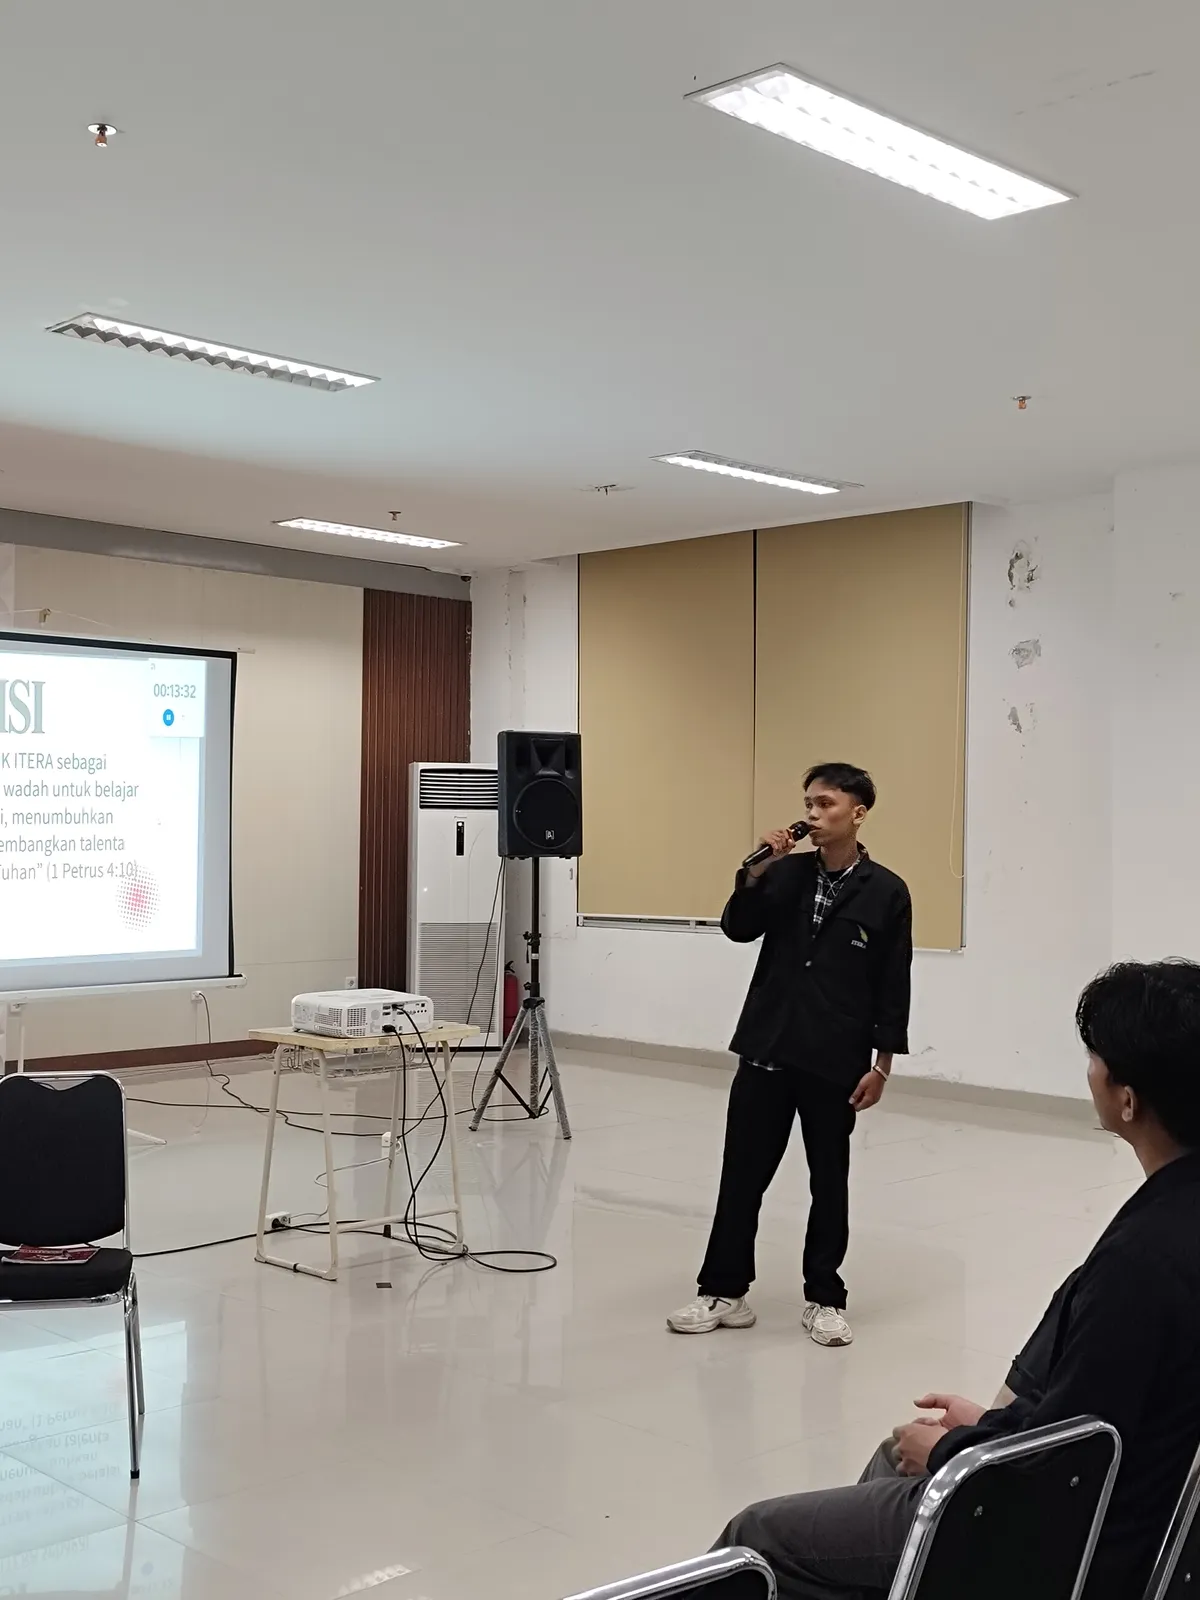 ISI
00:13:32
K ITERA sebagai
wadah untuk belajar
i, menumbuhkan
embangkan talenta
Tuhan" (1 Petrus 4:10)
ITERA